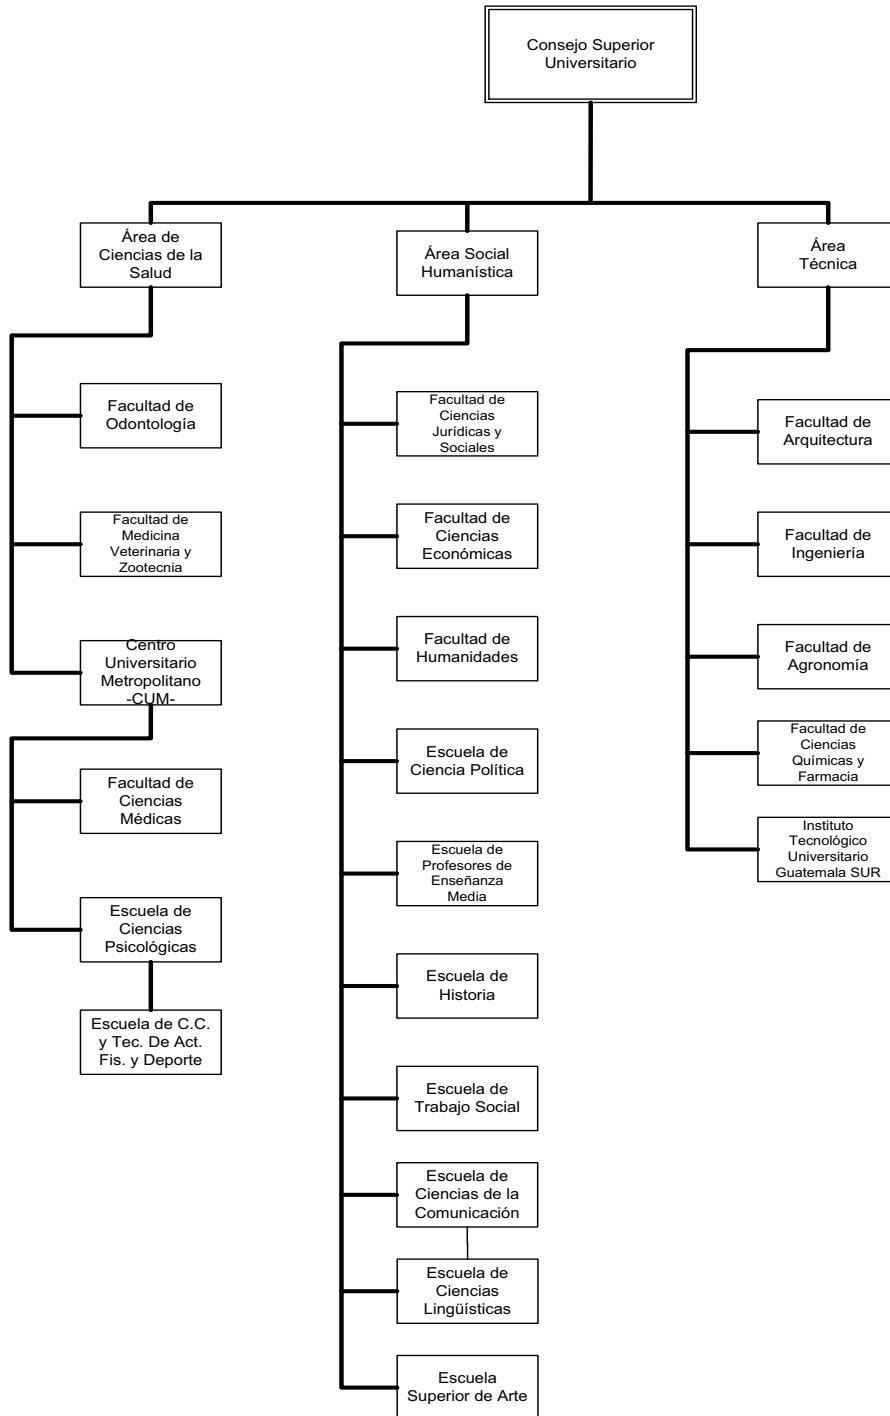 Consejo Superior
Universitario
Área de
Ciencias de la
Salud
Área Social
Humanística
Área
Técnica
Facultad de
Odontología
Facultad de
Medicina
Veterinaria y
Zootecnia
Centro
Universitario
Metropolitano
-CUM-
Facultad de
Ciencias
Médicas
Escuela de
Ciencias
Psicológicas
Escuela de C.C.
y Tec. De Act.
Fis. y Deporte
Facultad de
Ciencias
Jurídicas y
Sociales
Facultad de
Ciencias
Económicas
Facultad de
Humanidades
Escuela de
Ciencia Política
Escuela de
Profesores de
Enseñanza
Media
Escuela de
Historia
Escuela de
Trabajo Social
Escuela de
Ciencias de la
Comunicación
Escuela de
Ciencias
Lingüísticas
Escuela
Superior de Arte
Facultad de
Arquitectura
Facultad de
Ingeniería
Facultad de
Agronomía
Facultad de
Ciencias
Químicas y
Farmacia
Instituto
Tecnológico
Universitario
Guatemala SUR